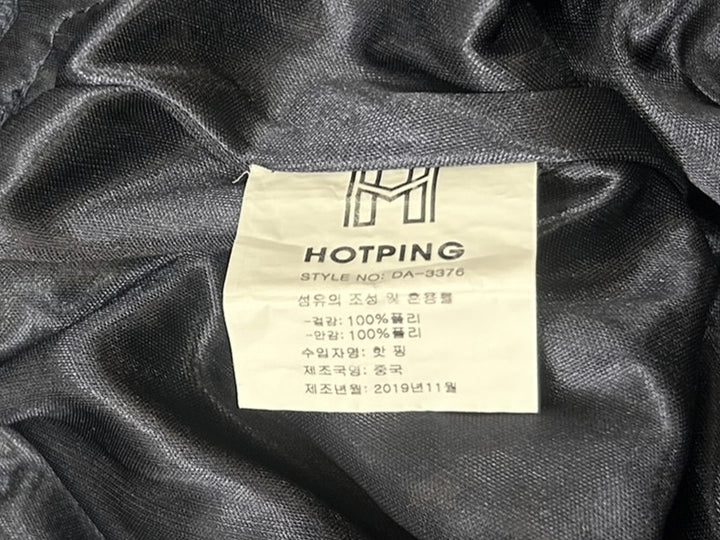 HOTPING
STYLE NO: DA-3376
섬유의 조성 및 혼용률
-겉감: 100%폴리
-안감: 100%폴리
수입자명: 핫 핑
제조국명: 중국
제조년월: 2019년11월